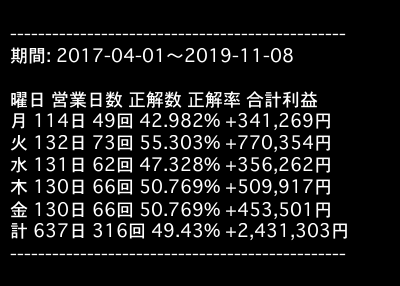 ------------------------------------------------
期間: 2017-04-01〜2019-11-08
曜日 営業日数 正解数 正解率 合計利益
月 114日 49回 42.982% +341,269円
火 132日 73回 55.303% +770,354円
水 131日 62回 47.328% +356,262円
木 130日 66回 50.769% +509,917円
金 130日 66回 50.769% +453,501円
計 637日 316回 49.43% +2,431,303円
------------------------------------------------